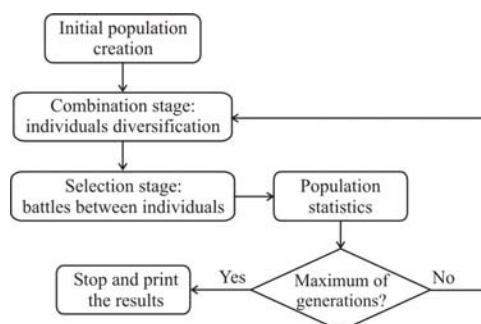 Initial population
creation
Combination stage:
individuals diversification
Selection stage:
battles between individuals
Population
statistics
Maximum of
generations?
Yes
No
Stop and print
the results